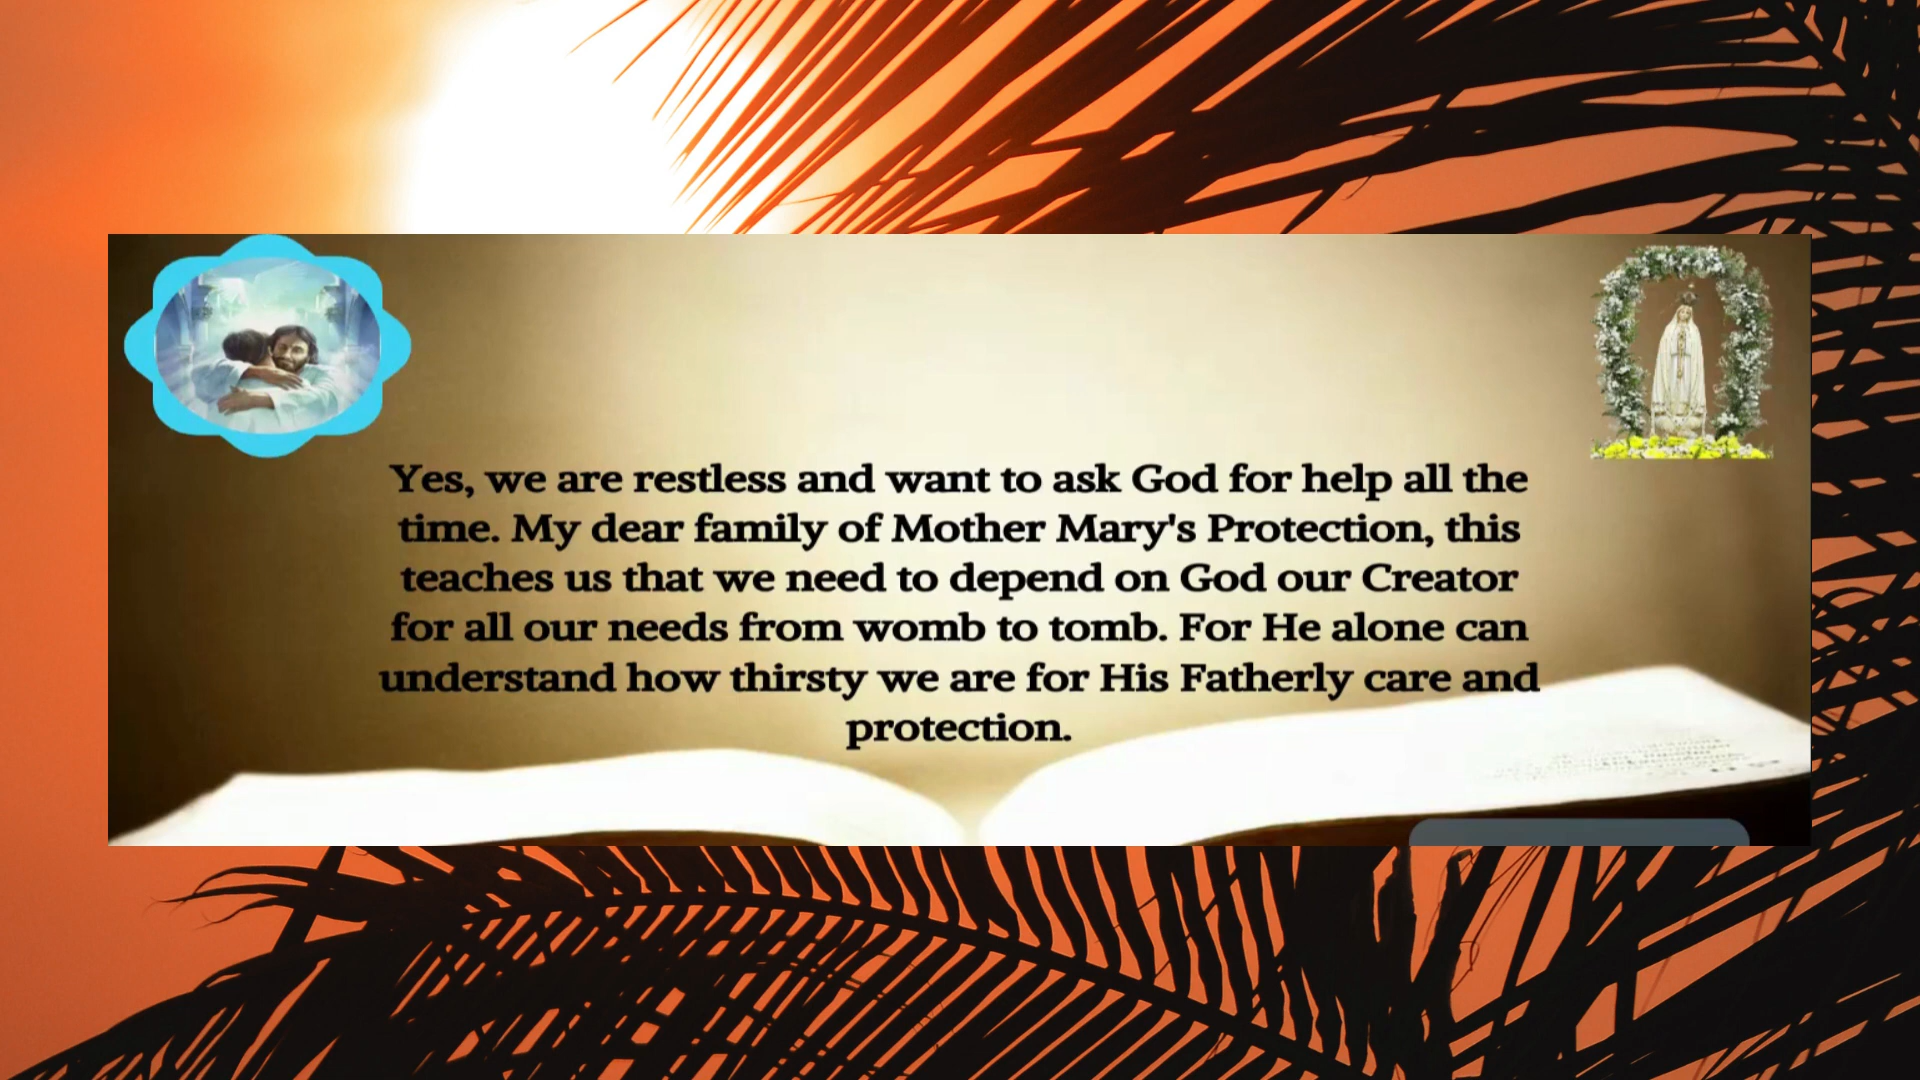 Yes, we are restless and want to ask God for help all the
time. My dear family of Mother Mary's Protection, this
teaches us that we need to depend on God our Creator
for all our needs from womb to tomb. For He alone can
understand how thirsty we are for His Fatherly care and
protection.